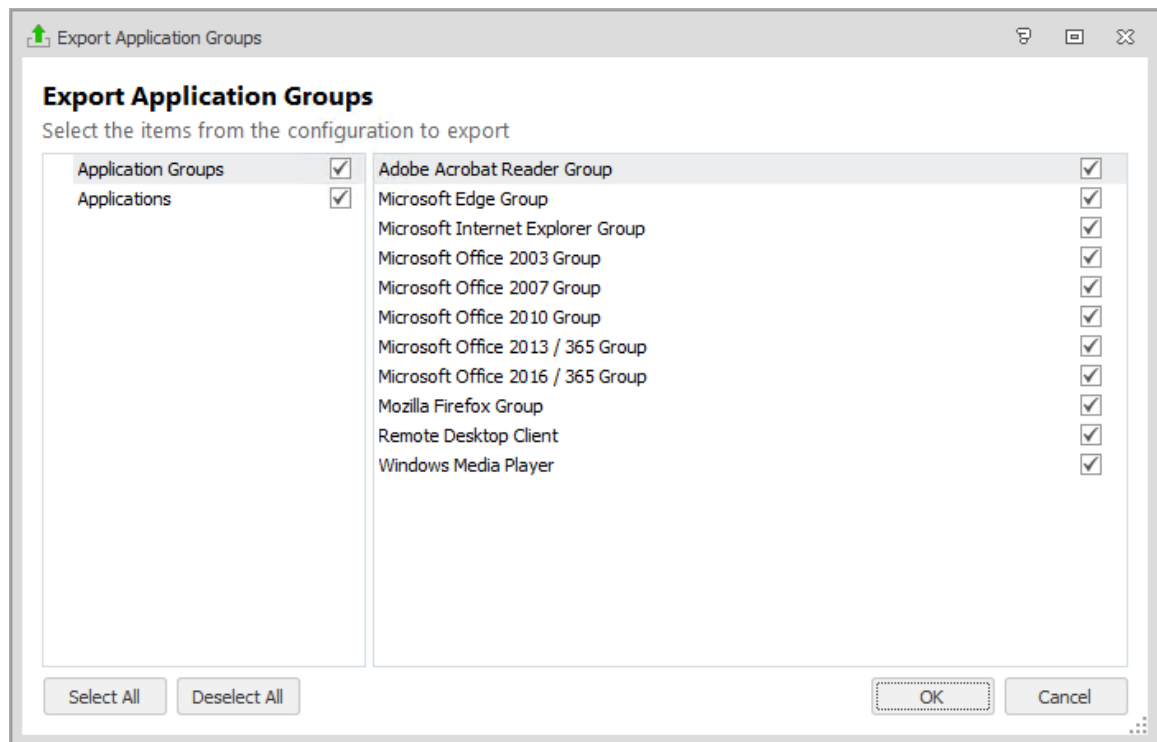 Export Application Groups
Export Application Groups
Select the items from the configuration to export
Application Groups
Applications
Adobe Acrobat Reader Group
Microsoft Edge Group
Microsoft Internet Explorer Group
Microsoft Office 2003 Group
Microsoft Office 2007 Group
Microsoft Office 2010 Group
Microsoft Office 2013 / 365 Group
Microsoft Office 2016 / 365 Group
Mozilla Firefox Group
Remote Desktop Client
Windows Media Player
Select All
Deselect All
OK
Cancel